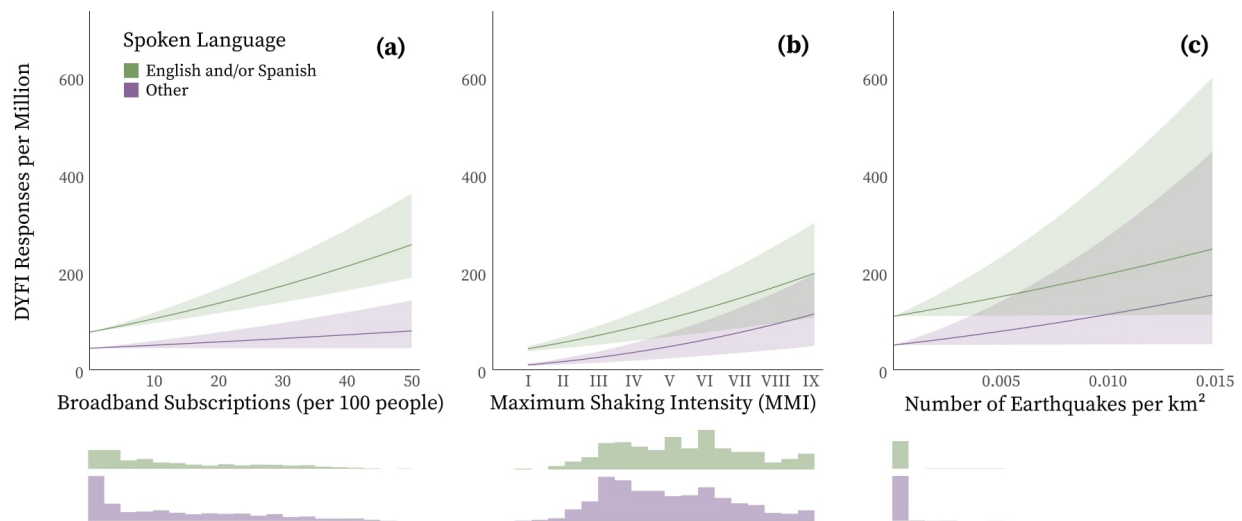 DYFI Responses per Million
Spoken Language
English and/or Spanish
Other
(a)
600
400
200
0
10 20 30 40 50
Broadband Subscriptions (per 100 people)
(b)
600
400
200
0
I II III IV V VI VII VIII IX
Maximum Shaking Intensity (MMI)
(c)
600
400
200
0
0.005 0.010 0.015
Number of Earthquakes per km²